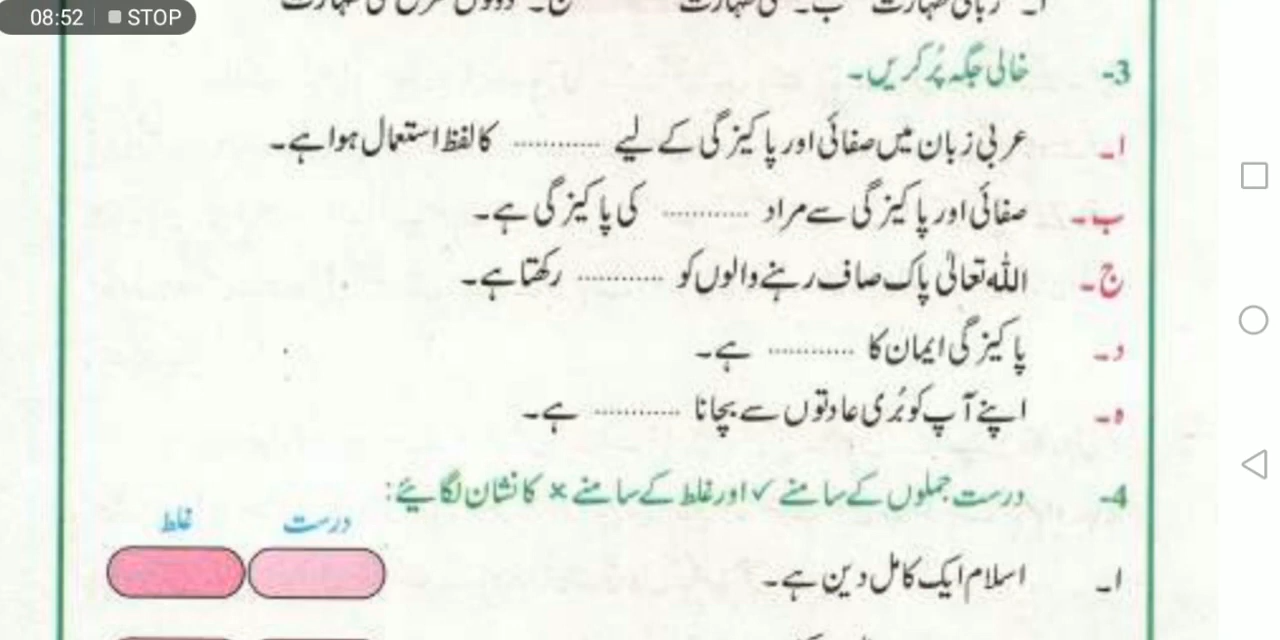 08:52 STOP
3- خالی جگہ پُر کریں۔
ا۔ عربی زبان میں صفائی اور پاکیزگی کے لیے ............ کا لفظ استعمال ہوا ہے۔
ب۔ صفائی اور پاکیزگی سے مراد ............ کی پاکیزگی ہے۔
ج۔ اللہ تعالیٰ پاک صاف رہنے والوں کو ............ رکھتا ہے۔
د۔ پاکیزگی ایمان کا ............ ہے۔
ہ۔ اپنے آپ کو بُری عادتوں سے بچانا ............ ہے۔
4- درست جملوں کے سامنے ✓ اور غلط کے سامنے × کا نشان لگائیے:
درست غلط
ا۔ اسلام ایک کامل دین ہے۔